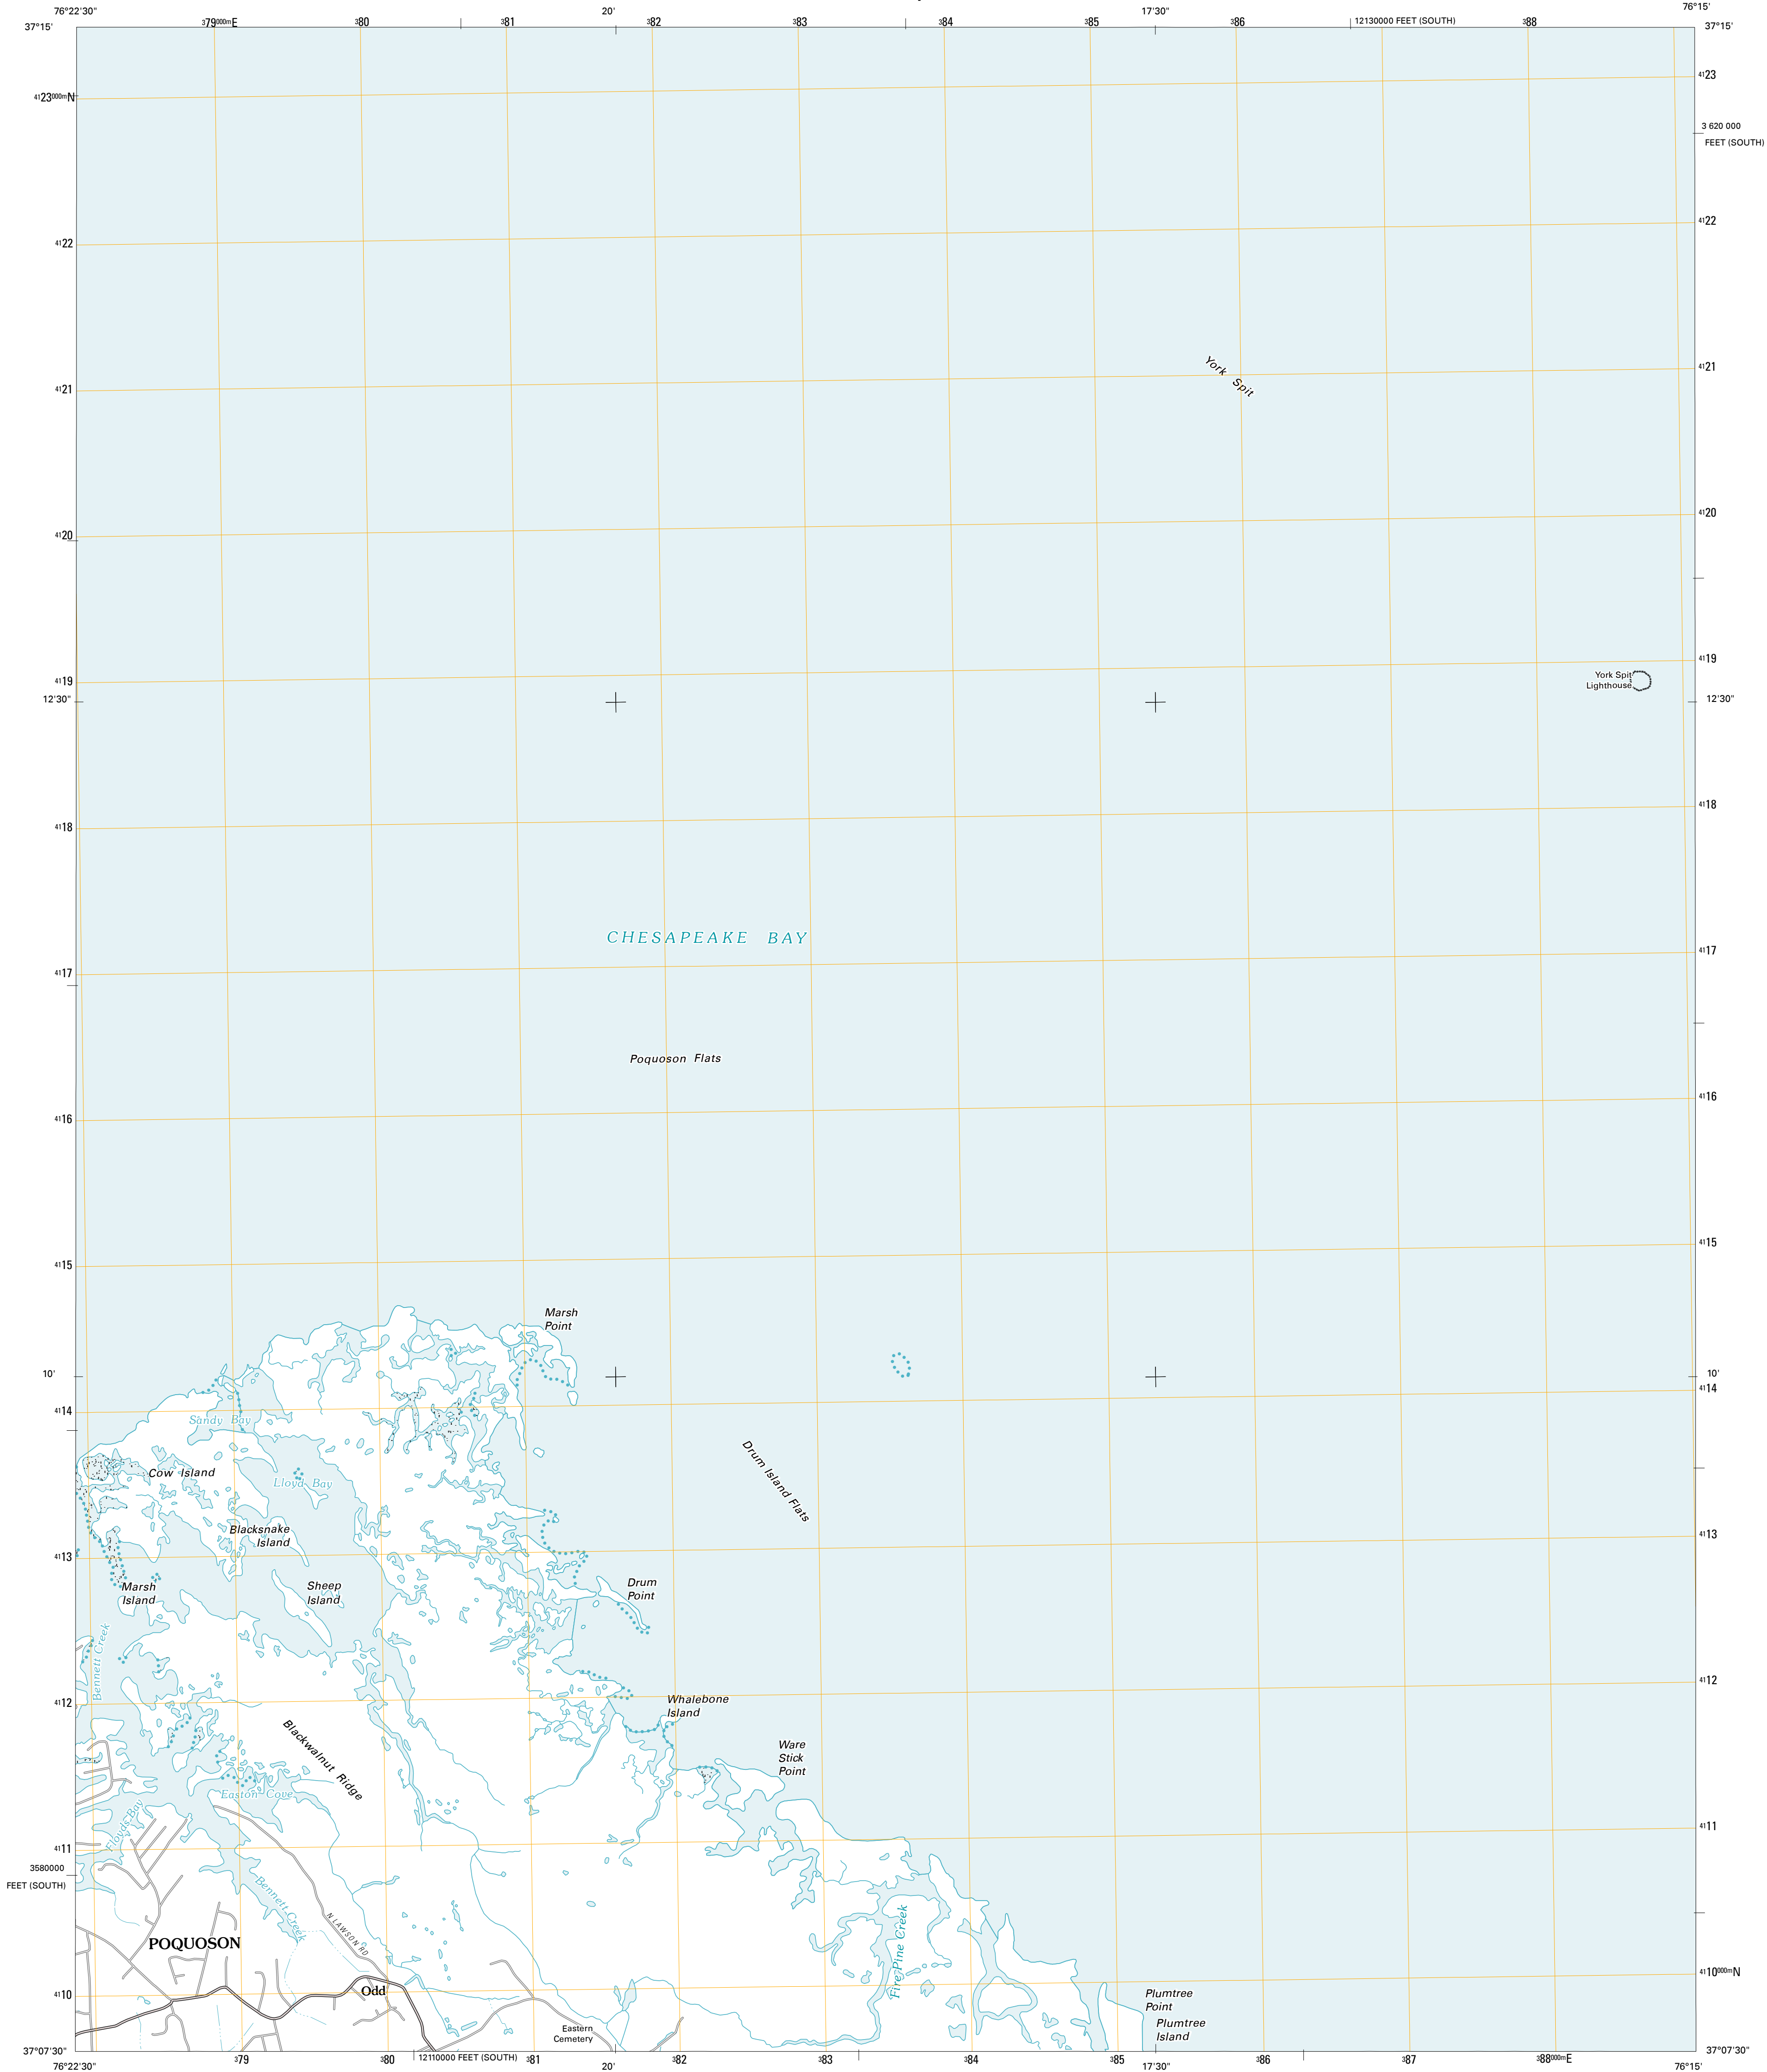 76°22'30"
20'
17'30"
76°15'
37°15'
379000mE
380
381
382
383
384
385
386
12130000 FEET (SOUTH)
388
37°15'
4123000mN
4123
3 620 000
FEET (SOUTH)
4122
4122
York Spit
4121
4121
4120
4120
4119
4119
York Spit
Lighthouse
12'30"
12'30"
4118
4118
CHESAPEAKE BAY
4117
4117
Poquoson Flats
4116
4116
4115
4115
Marsh
Point
10'
10'
4114
4114
Sandy Bay
Drum Island Flats
Cow Island
Lloyd Bay
Blacksnake
Island
4113
4113
Marsh
Island
Sheep
Island
Drum
Point
Bennett Creek
4112
4112
Whalebone
Island
Blackwalnut Ridge
Ware
Stick
Point
Easton Cove
Floyds Bay
4111
4111
3580000
FEET (SOUTH)
Bennett Creek
N LAWSON RD
POQUOSON
Fire Pine Creek
Odd
4110
4110000mN
Plumtree
Point
Plumtree
Island
Eastern
Cemetery
37°07'30"
37°07'30"
379
380
12110000 FEET (SOUTH)
381
382
383
384
385
386
387
388000mE
76°22'30"
20'
17'30"
76°15'